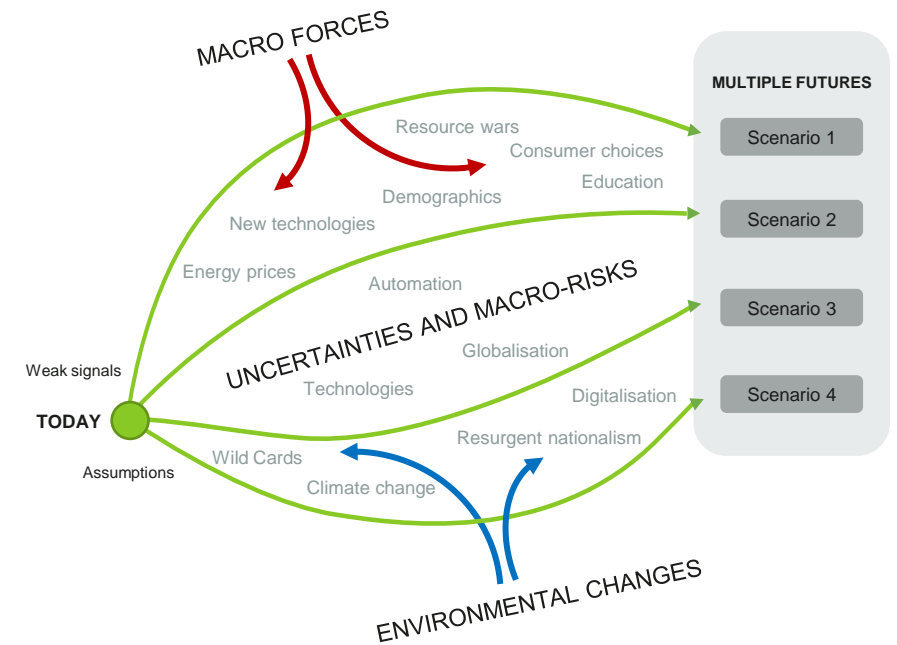 MACRO FORCES
MULTIPLE FUTURES
Resource wars
Scenario 1
Consumer choices
Education
Demographics
New technologies
Scenario 2
Energy prices
Automation
UNCERTAINTIES AND MACRO-RISKS
Scenario 3
Globalisation
Weak signals
Technologies
Digitalisation
Scenario 4
TODAY
Resurgent nationalism
Wild Cards
Assumptions
Climate change
ENVIRONMENTAL CHANGES